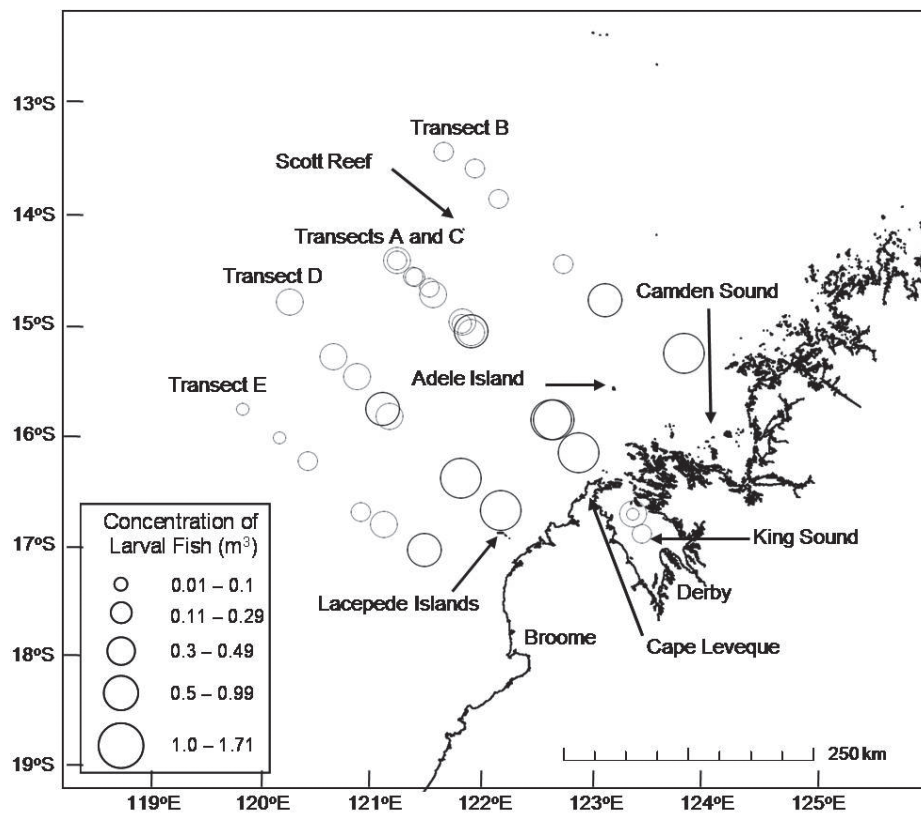 13ºS
Transect B
Scott Reef
14ºS
Transects A and C
Transect D
Camden Sound
15ºS
Adele Island
Transect E
16ºS
Concentration of
Larval Fish (m³)
0.01 – 0.1
0.11 – 0.29
0.3 – 0.49
0.5 – 0.99
1.0 – 1.71
17ºS
King Sound
Lacepede Islands
Derby
Broome
Cape Leveque
18ºS
19ºS
250 km
119ºE
120ºE
121ºE
122ºE
123ºE
124ºE
125ºE